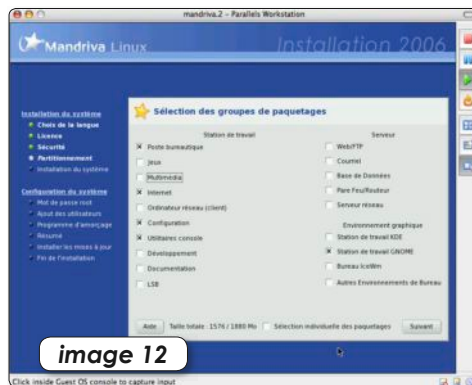 mandriva.2 – Parallels Workstation
Mandriva Linux
Installation 2006
Installation du système
Choix de la langue
Licence
Sécurité
Partitionnement
Installation du système
Configuration du système
Mot de passe root
Ajout des utilisateurs
Programme d'amorçage
Résumé
Installer les mises à jour
Fin de l'installation
Sélection des groupes de paquetages
Station de travail
Poste bureautique
Jeux
Multimédia
Internet
Ordinateur réseau (client)
Configuration
Utilitaires console
Développement
Documentation
LSB
Serveur
Web/FTP
Courriel
Base de Données
Pare Feu/Routeur
Serveur réseau
Environnement graphique
Station de travail KDE
Station de travail GNOME
Bureau IceWm
Autres Environnements de Bureau
Aide
Taille totale : 1576 / 1880 Mo
Sélection individuelle des paquetages
Suivant
image 12
Click inside Guest OS console to capture input